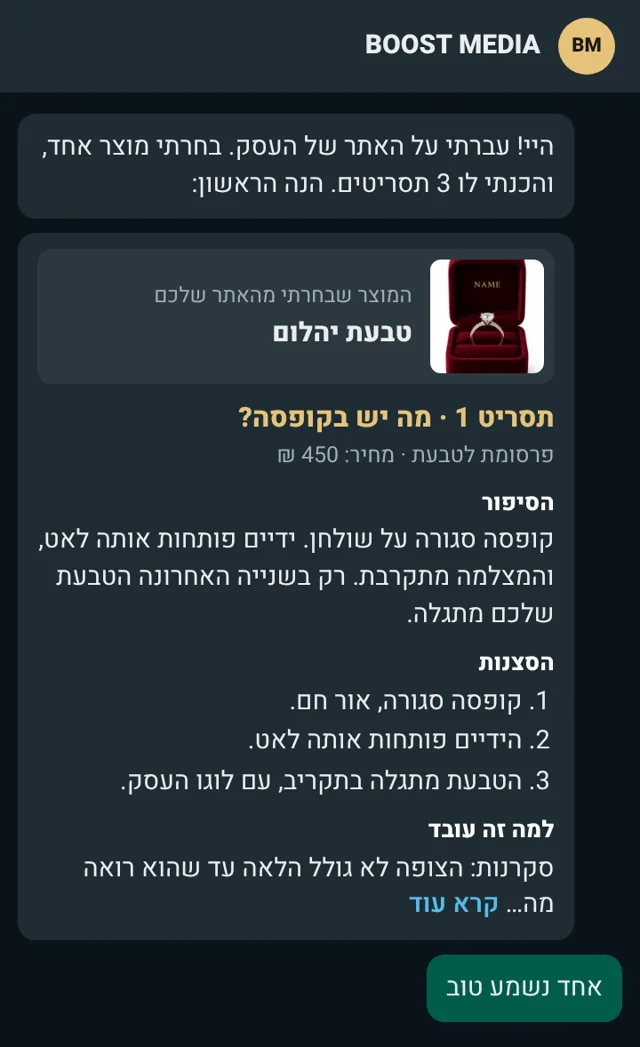 BOOST MEDIA
BM
היי! עברתי על האתר של העסק. בחרתי מוצר אחד,
והכנתי לו 3 תסריטים. הנה הראשון:
NAME
המוצר שבחרתי מהאתר שלכם
טבעת יהלום
תסריט 1 · מה יש בקופסה?
פרסומת לטבעת · מחיר: 450 ₪
הסיפור
קופסה סגורה על שולחן. ידיים פותחות אותה לאט,
והמצלמה מתקרבת. רק בשנייה האחרונה הטבעת
שלכם מתגלה.
הסצנות
1. קופסה סגורה, אור חם.
2. הידיים פותחות אותה לאט.
3. הטבעת מתגלה בתקריב, עם לוגו העסק.
למה זה עובד
סקרנות: הצופה לא גולל הלאה עד שהוא רואה
מה... קרא עוד
אחד נשמע טוב